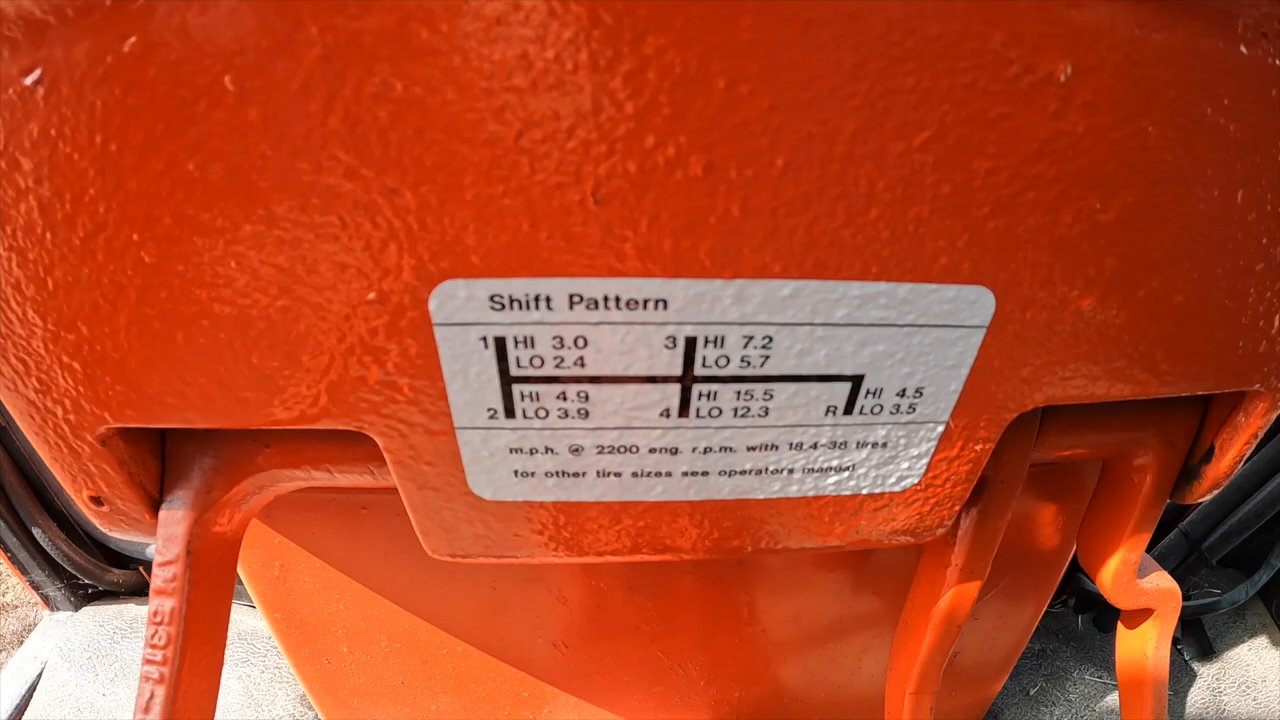 Shift Pattern
1 HI 3.0 3 HI 7.2
LO 2.4 LO 5.7
HI 4.9 HI 15.5 HI 4.5
2 LO 3.9 4 LO 12.3 R LO 3.5
m.p.h. @ 2200 eng. r.p.m. with 18.4-38 tires
for other tire sizes see operators manual